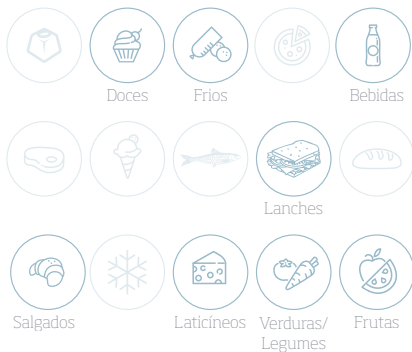 Doces Frios Bebidas
Lanches
Salgados Laticíneos Verduras/ Frutas
Legumes